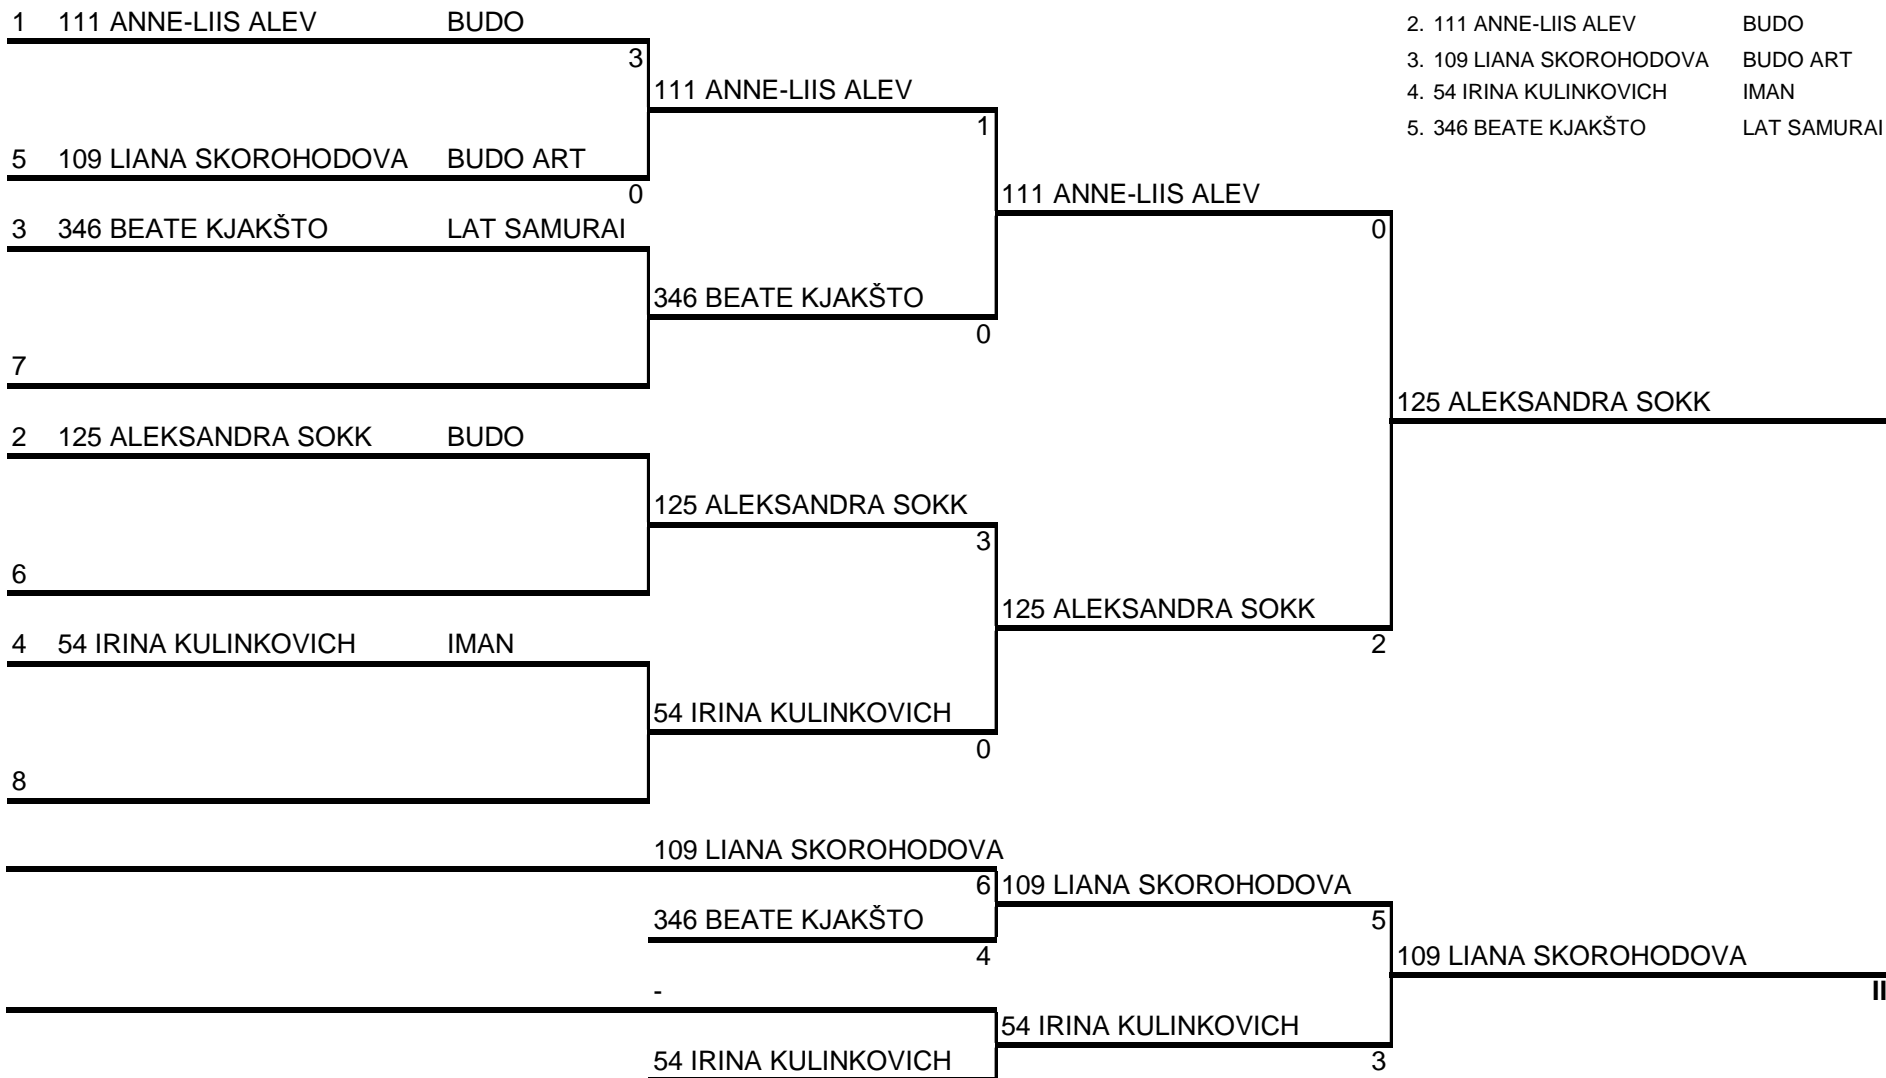 1 111 ANNE-LIIS ALEV BUDO
2. 111 ANNE-LIIS ALEV BUDO
3
3. 109 LIANA SKOROHODOVA BUDO ART
111 ANNE-LIIS ALEV
4. 54 IRINA KULINKOVICH IMAN
1
5. 346 BEATE KJAKŠTO LAT SAMURAI
5 109 LIANA SKOROHODOVA BUDO ART
0
111 ANNE-LIIS ALEV
3 346 BEATE KJAKŠTO LAT SAMURAI
0
346 BEATE KJAKŠTO
0
7
125 ALEKSANDRA SOKK
2 125 ALEKSANDRA SOKK BUDO
125 ALEKSANDRA SOKK
3
6
125 ALEKSANDRA SOKK
4 54 IRINA KULINKOVICH IMAN
2
54 IRINA KULINKOVICH
0
8
109 LIANA SKOROHODOVA
6 109 LIANA SKOROHODOVA
346 BEATE KJAKŠTO
5
4
109 LIANA SKOROHODOVA
-
II
54 IRINA KULINKOVICH
54 IRINA KULINKOVICH
3